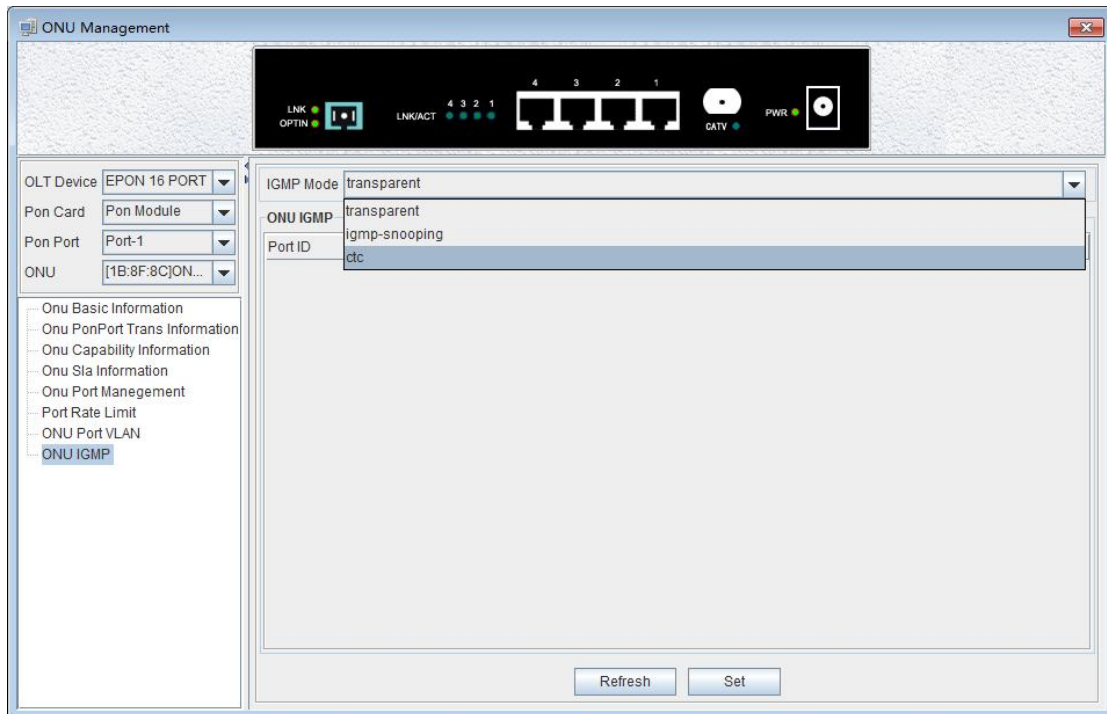 ONU Management
4 3 2 1
LNK
OPTIN
LNK/ACT
4 3 2 1
CATV
PWR
OLT Device EPON 16 PORT
Pon Card Pon Module
Pon Port Port-1
ONU [1B:8F:8C]ON...
Onu Basic Information
Onu PonPort Trans Information
Onu Capability Information
Onu Sla Information
Onu Port Manegement
Port Rate Limit
ONU Port VLAN
ONU IGMP
IGMP Mode transparent
transparent
igmp-snooping
ctc
ONU IGMP
Port ID
Refresh Set